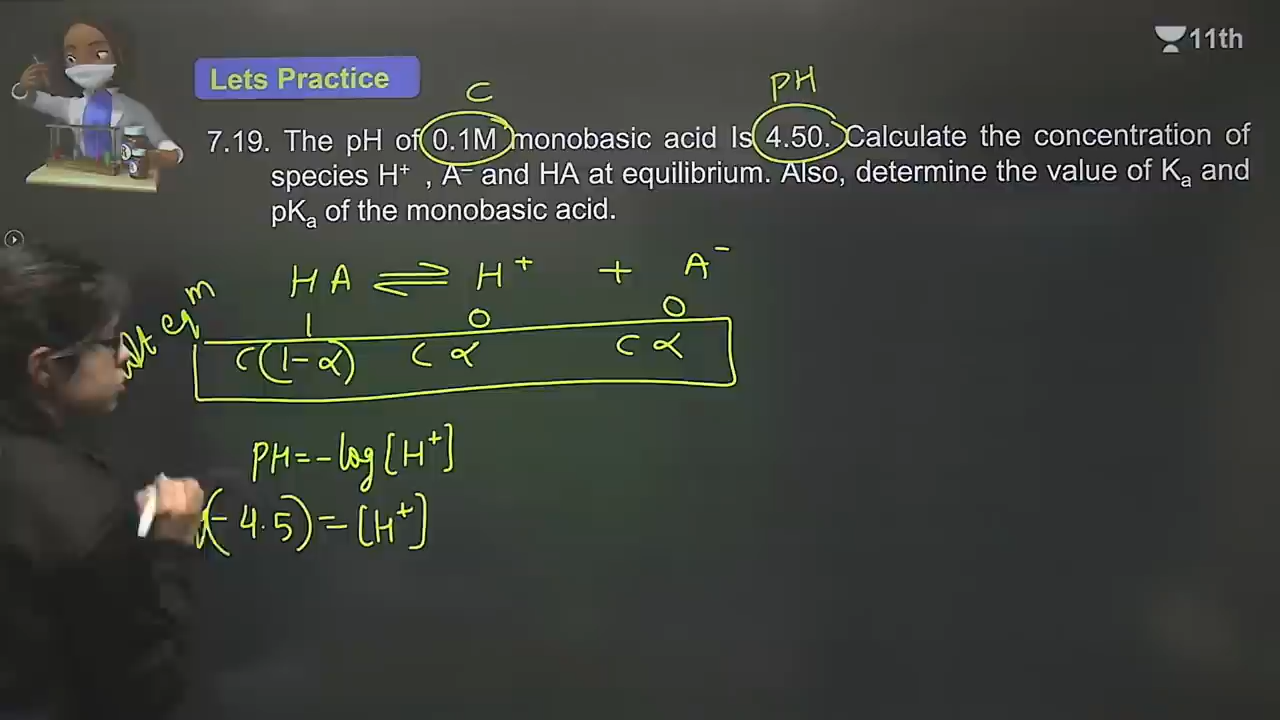 11th
Lets Practice
C
PH
7.19. The pH of 0.1M monobasic acid Is 4.50. Calculate the concentration of
species H⁺ , A⁻ and HA at equilibrium. Also, determine the value of Kₐ and
pKₐ of the monobasic acid.
HA ⇌ H⁺ + A⁻
1 0 0
eqᵐ C(1-α) Cα Cα
PH=-log[H⁺]
(-4.5)=-[H⁺]